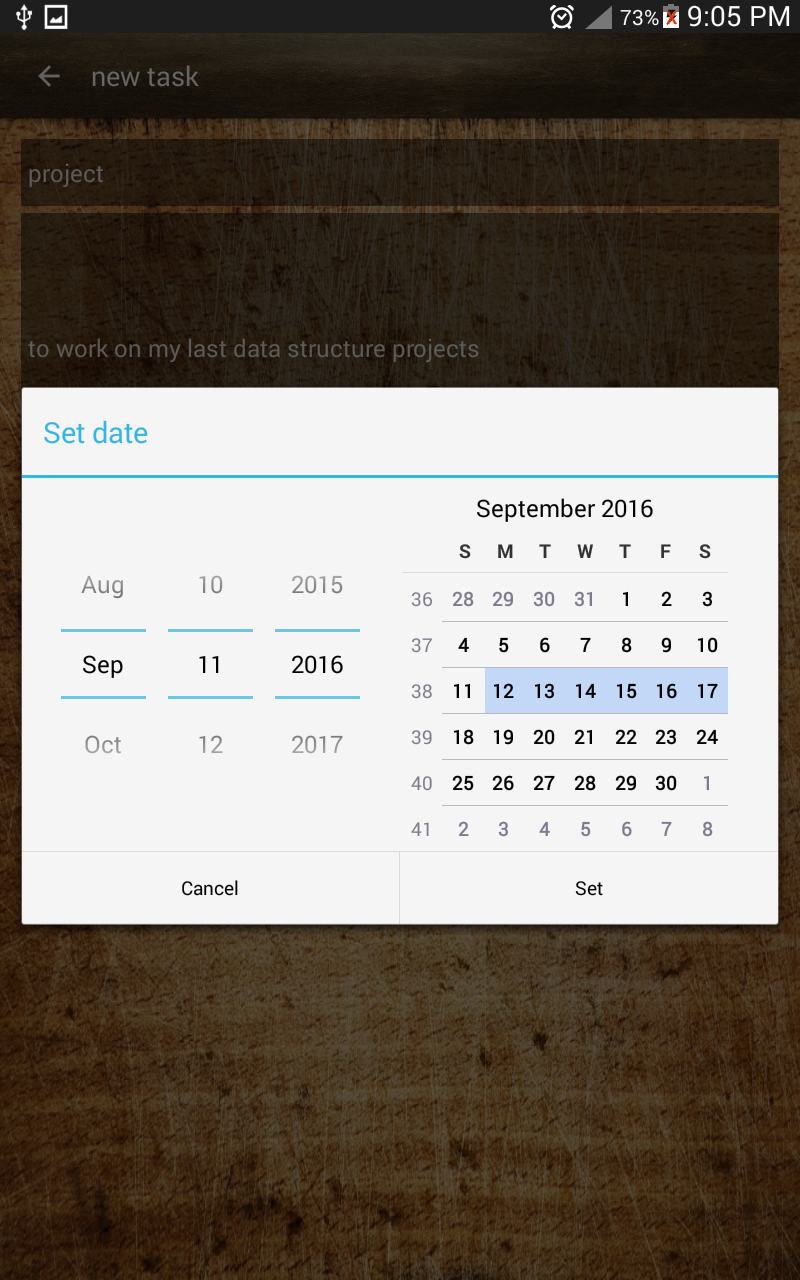 73% 9:05 PM
new task
project
to work on my last data structure projects
Set date
Aug 10 2015
Sep 11 2016
Oct 12 2017
September 2016
S M T W T F S
36 28 29 30 31 1 2 3
37 4 5 6 7 8 9 10
38 11 12 13 14 15 16 17
39 18 19 20 21 22 23 24
40 25 26 27 28 29 30 1
41 2 3 4 5 6 7 8
Cancel Set